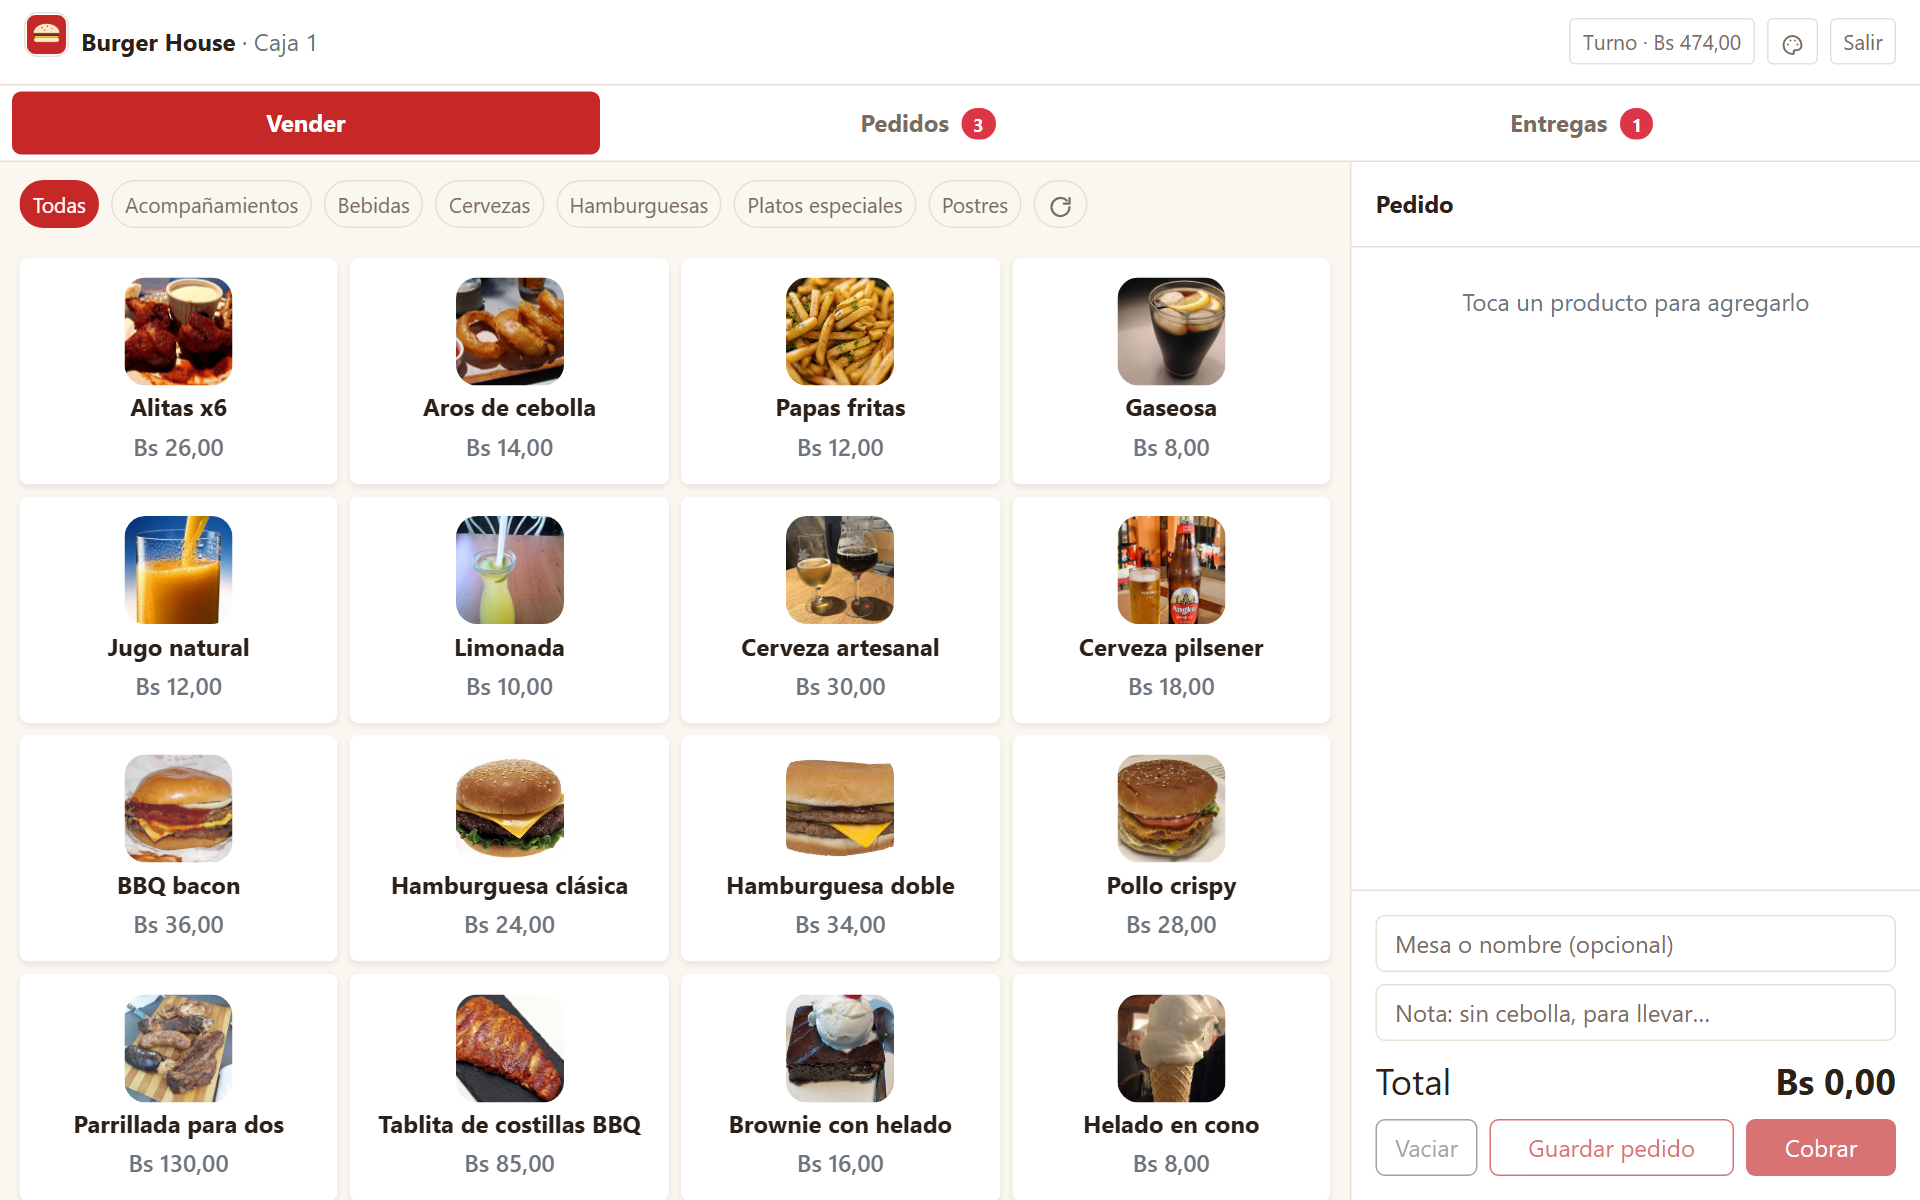 Burger House · Caja 1
Turno · Bs 474,00
Salir
Vender
Pedidos 3
Entregas 1
Todas
Acompañamientos
Bebidas
Cervezas
Hamburguesas
Platos especiales
Postres
Pedido
Toca un producto para agregarlo
Alitas x6
Bs 26,00
Aros de cebolla
Bs 14,00
Papas fritas
Bs 12,00
Gaseosa
Bs 8,00
Jugo natural
Bs 12,00
Limonada
Bs 10,00
Cerveza artesanal
Bs 30,00
Cerveza pilsener
Bs 18,00
BBQ bacon
Bs 36,00
Hamburguesa clásica
Bs 24,00
Hamburguesa doble
Bs 34,00
Pollo crispy
Bs 28,00
Parrillada para dos
Bs 130,00
Tablita de costillas BBQ
Bs 85,00
Brownie con helado
Bs 16,00
Helado en cono
Bs 8,00
Mesa o nombre (opcional)
Nota: sin cebolla, para llevar...
Total
Bs 0,00
Vaciar
Guardar pedido
Cobrar